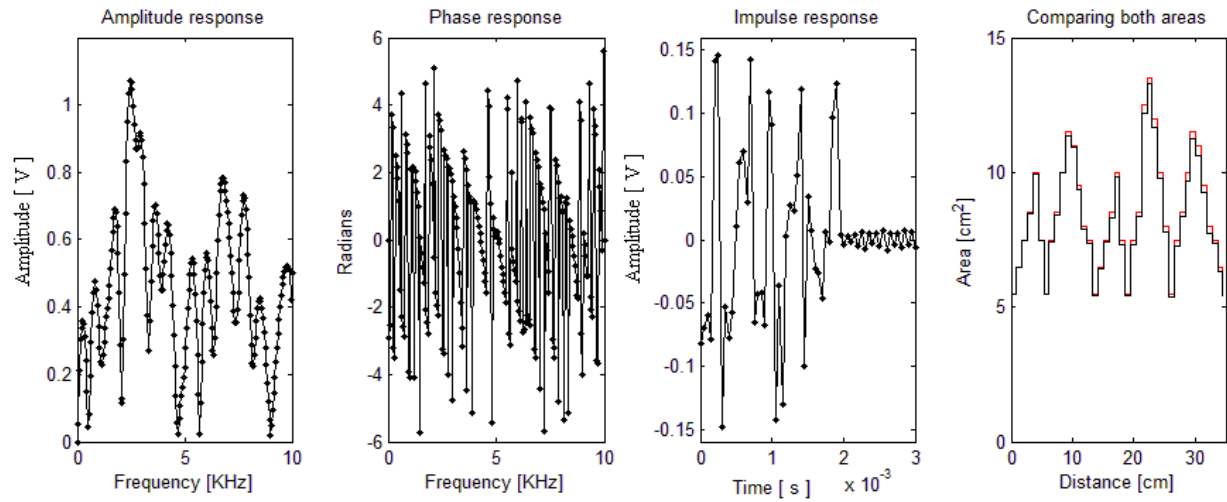 Amplitude response
Phase response
Impulse response
Comparing both areas
Amplitude [ V ]
1
0.8
0.6
0.4
0.2
0
0
5
10
Frequency [KHz]
Radians
6
4
2
0
-2
-4
-6
0
5
10
Frequency [KHz]
Amplitude [ V ]
0.15
0.10
0.05
0
-0.05
-0.10
-0.15
0
1
2
3
Time [ s ]
x 10-3
Area [cm2]
15
10
5
0
0
10
20
30
Distance [cm]